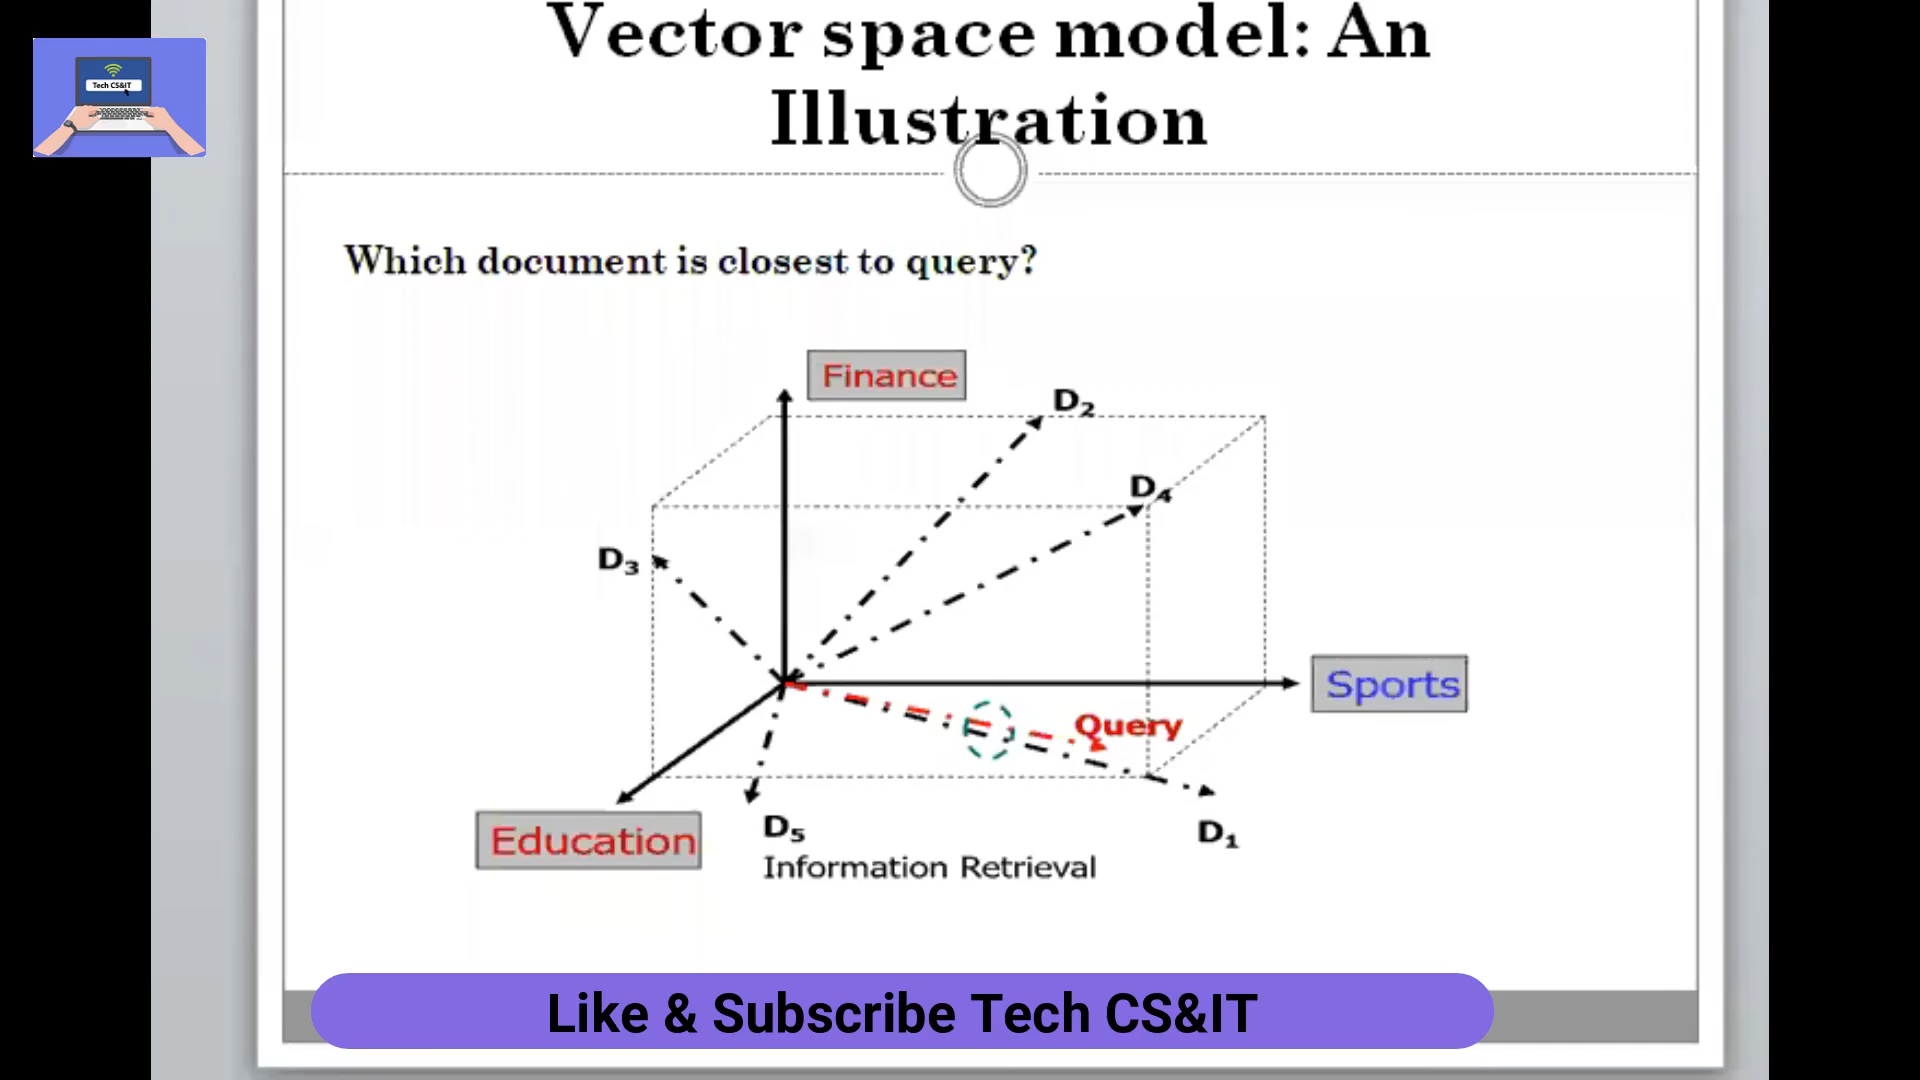 Vector space model: An
Illustration
Tech CS&IT
Which document is closest to query?
Finance
D2
D4
D3
Sports
Query
Education
D5
D1
Information Retrieval
Like & Subscribe Tech CS&IT